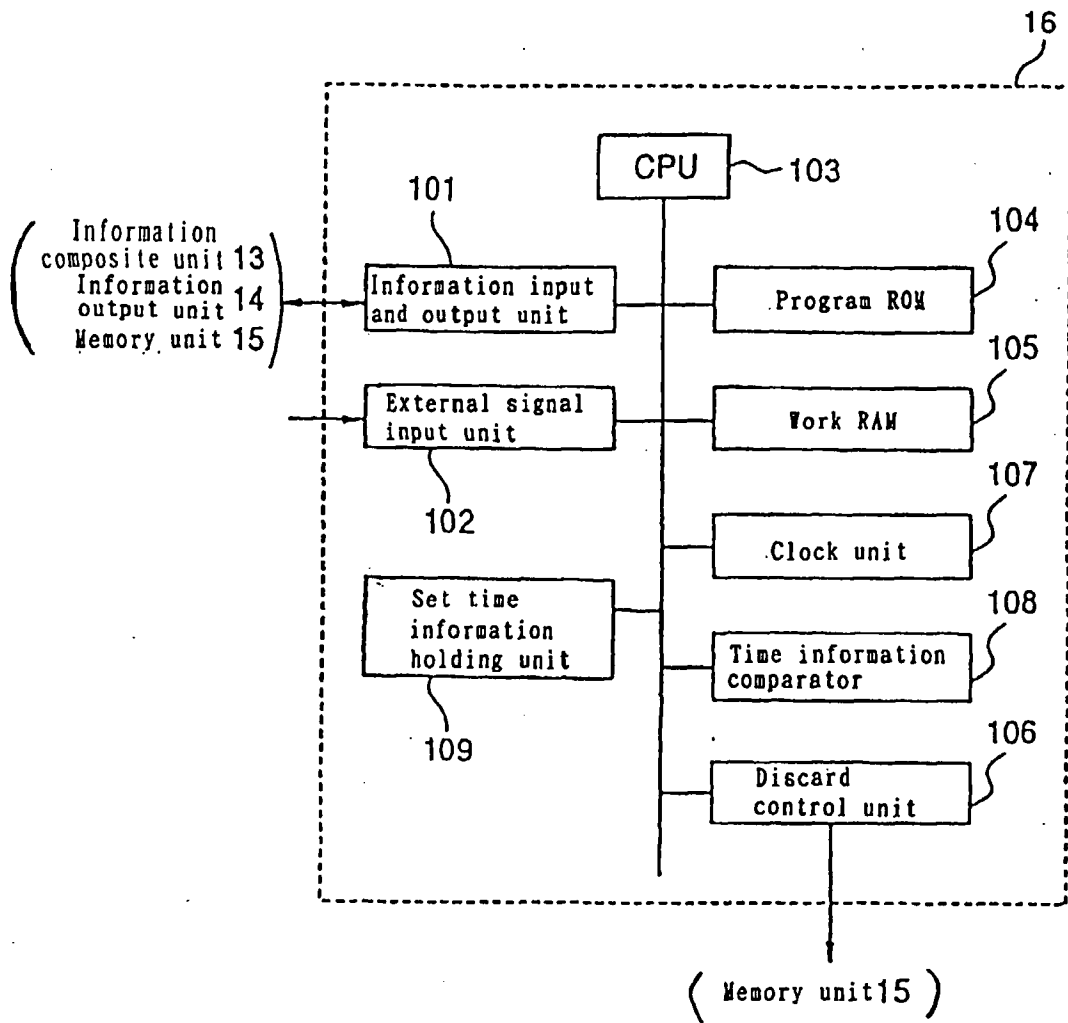 16
CPU
103
101
104
Information
composite unit 13
Information
output unit 14
Memory unit 15
Information input
and output unit
Program ROM
105
External signal
input unit
Work RAM
102
107
Clock unit
Set time
information
holding unit
108
Time information
comparator
109
106
Discard
control unit
(Memory unit 15)